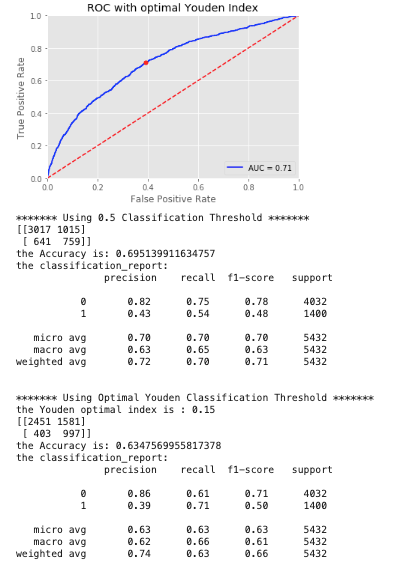 ROC with optimal Youden Index
1.0
0.8
0.6
0.4
0.2
0.0
True Positive Rate
AUC = 0.71
0.0 0.2 0.4 0.6 0.8 1.0
False Positive Rate
******* Using 0.5 Classification Threshold *******
[[3017 1015]
[ 641 759]]
the Accuracy is: 0.695139911634757
the classification_report:
precision recall f1-score support
0 0.82 0.75 0.78 4032
1 0.43 0.54 0.48 1400
micro avg 0.70 0.70 0.70 5432
macro avg 0.63 0.65 0.63 5432
weighted avg 0.72 0.70 0.71 5432
******* Using Optimal Youden Classification Threshold *******
the Youden optimal index is : 0.15
[[2451 1581]
[ 403 997]]
the Accuracy is: 0.6347569955817378
the classification_report:
precision recall f1-score support
0 0.86 0.61 0.71 4032
1 0.39 0.71 0.50 1400
micro avg 0.63 0.63 0.63 5432
macro avg 0.62 0.66 0.61 5432
weighted avg 0.74 0.63 0.66 5432